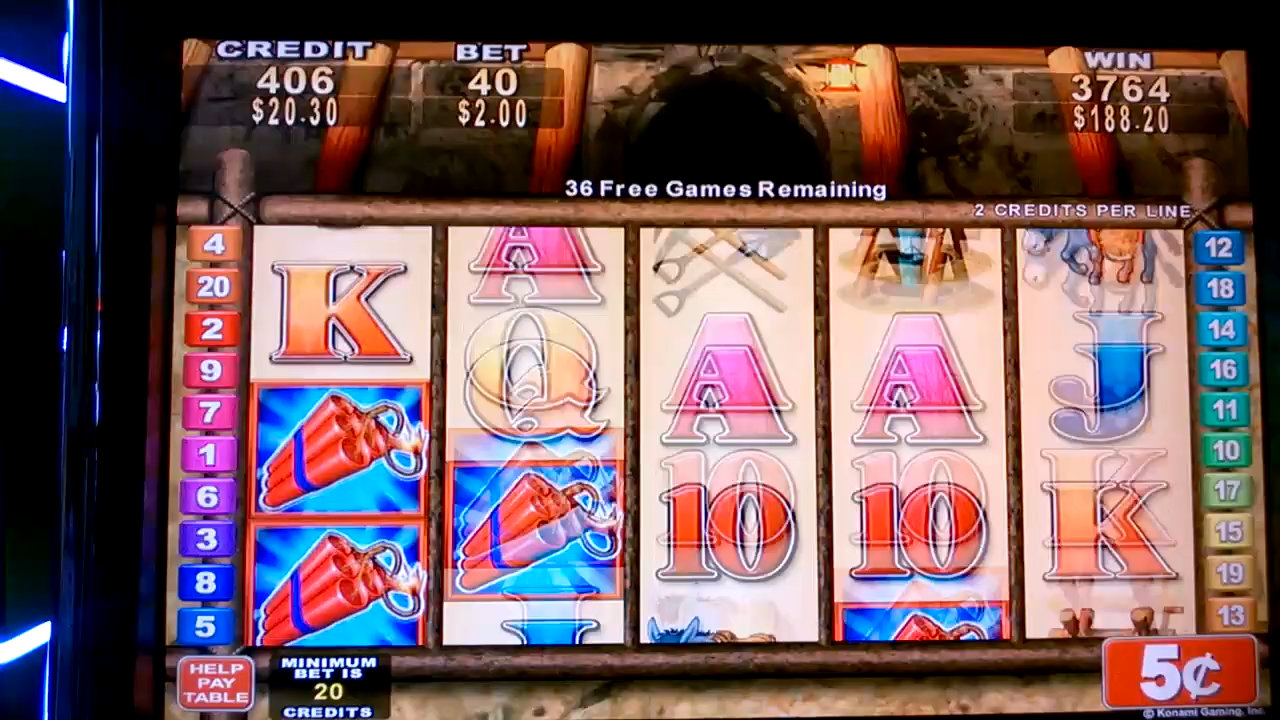 CREDIT BET WIN
406 40 3764
$20.30 $2.00 $188.20
36 Free Games Remaining
2 CREDITS PER LINE
4 12
20 18
2 14
9 16
7 11
1 10
6 17
3 15
8 19
5 13
K A
Q A A J
10 10 K
J
HELP
PAY
TABLE
MINIMUM
BET IS
20
CREDITS
5¢
© Konami Gaming, Inc.